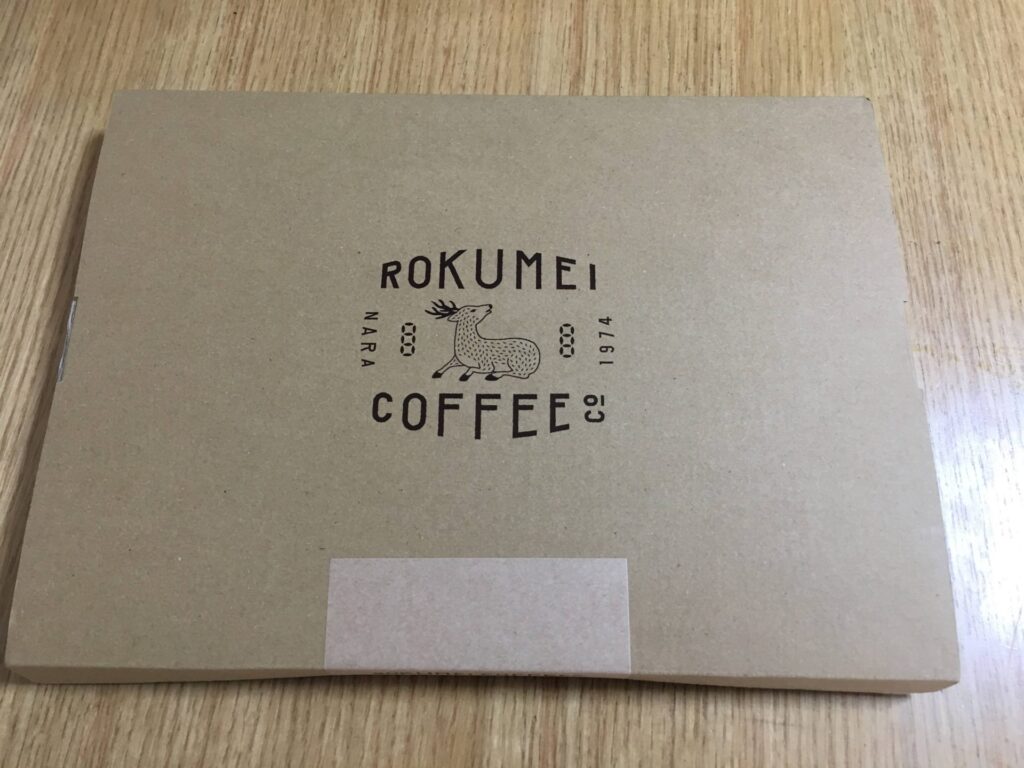 ROKUMEI
NARA
1974
COFFEE Co